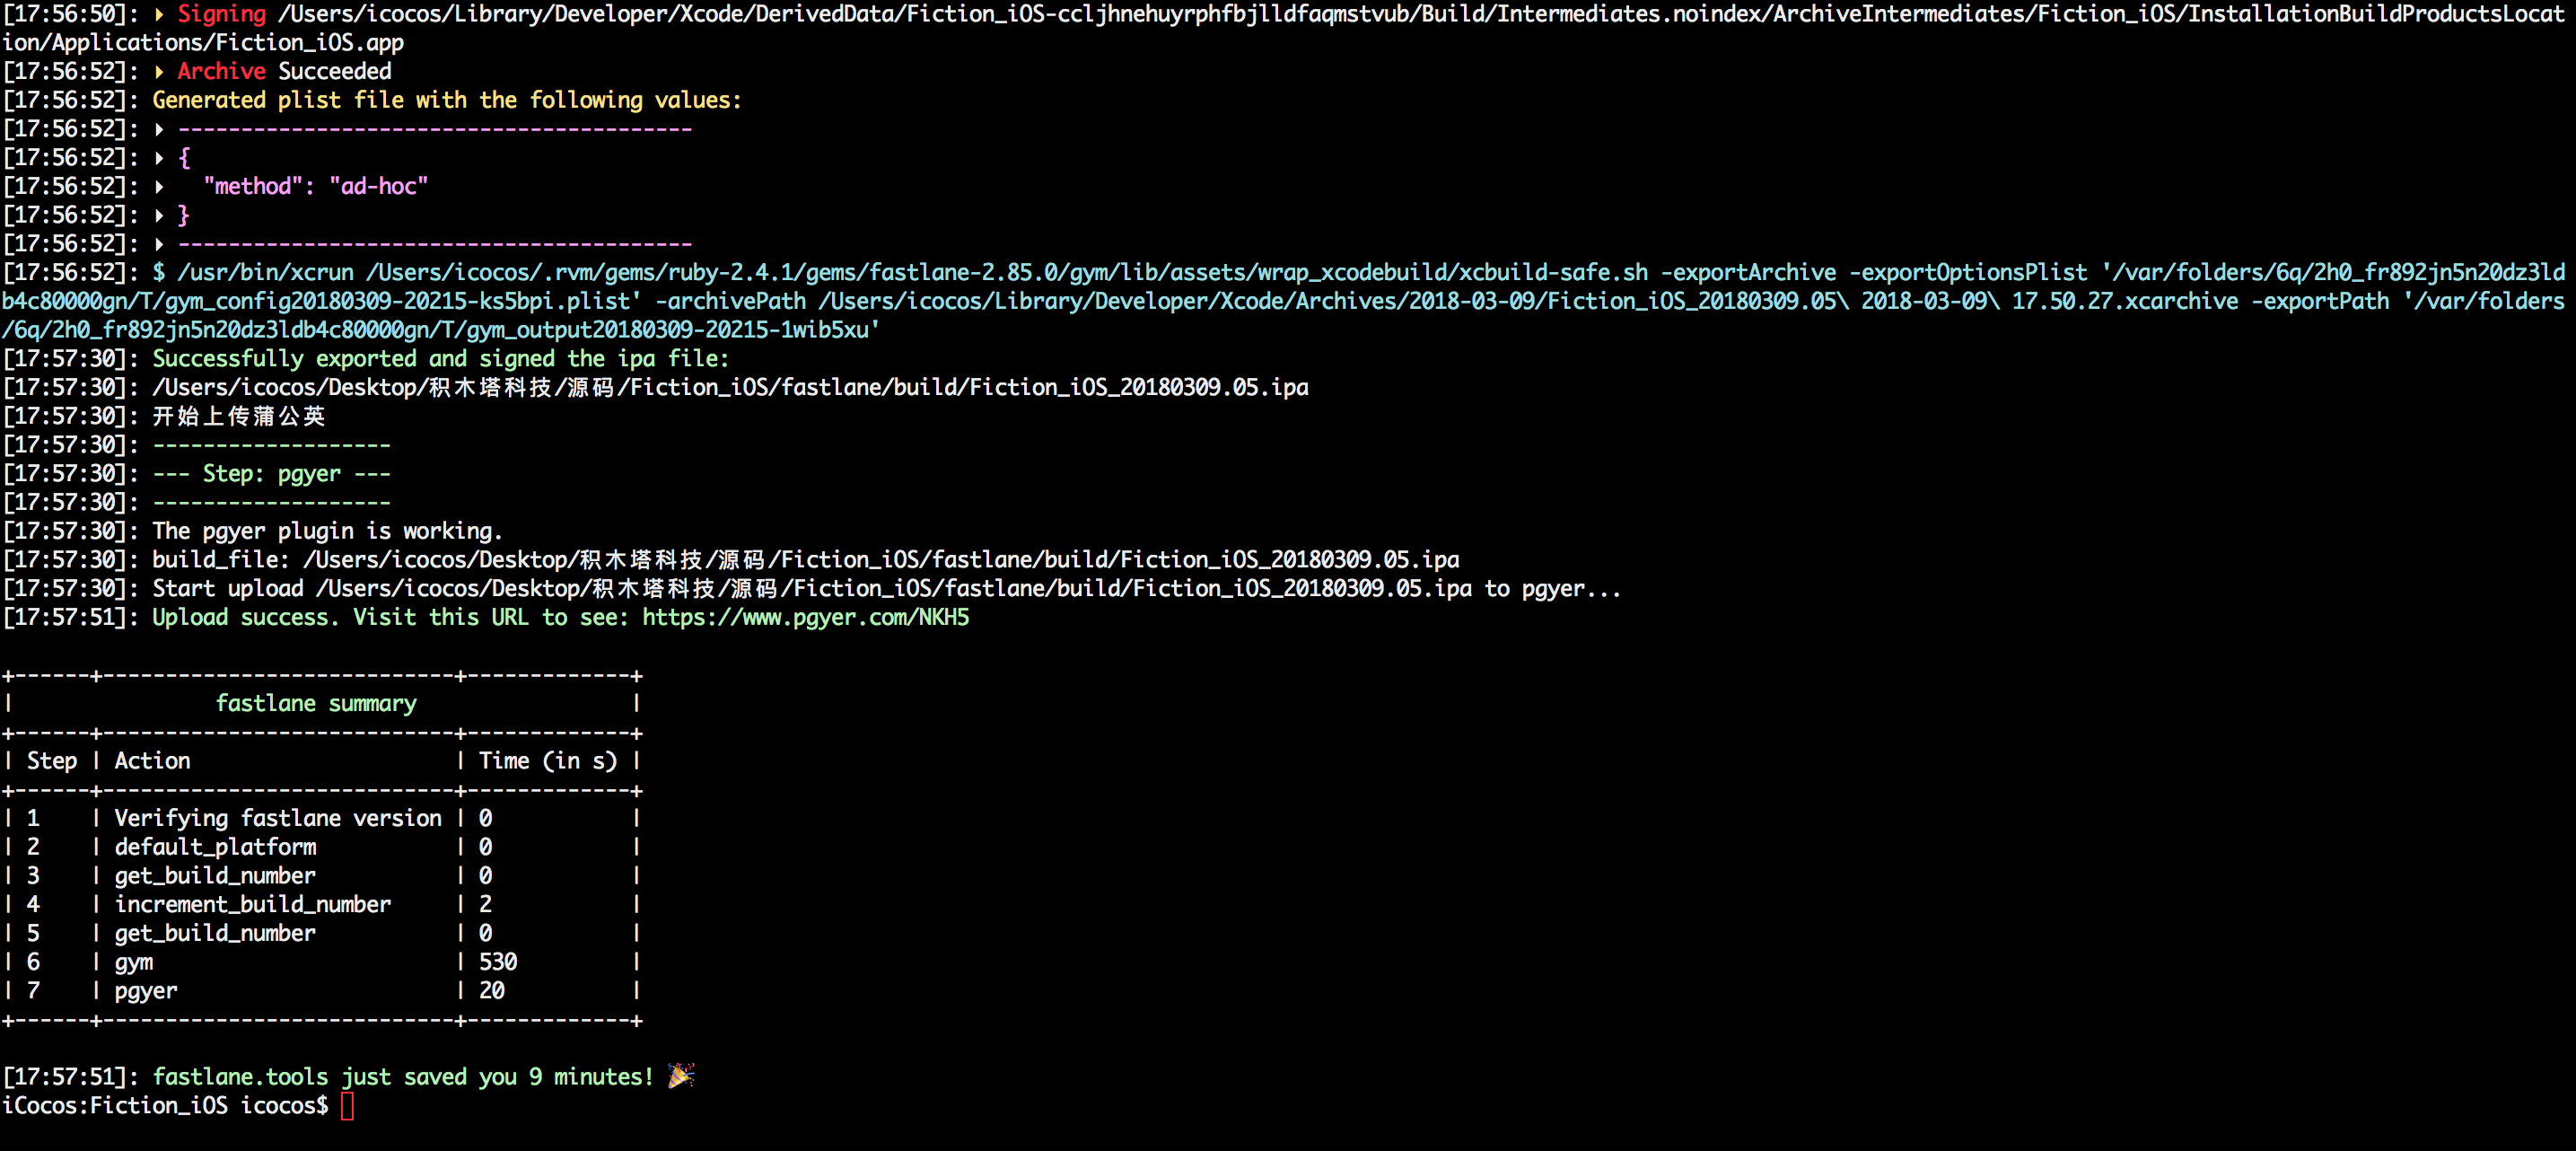 [17:56:50]: ▸ Signing /Users/icocos/Library/Developer/Xcode/DerivedData/Fiction_iOS-ccljhnehuyrphfbjlldfaqmstvub/Build/Intermediates.noindex/ArchiveIntermediates/Fiction_iOS/InstallationBuildProductsLocat
ion/Applications/Fiction_iOS.app
[17:56:52]: ▸ Archive Succeeded
[17:56:52]: Generated plist file with the following values:
[17:56:52]: ▸ -----------------------------------------
[17:56:52]: ▸ {
[17:56:52]: ▸   "method": "ad-hoc"
[17:56:52]: ▸ }
[17:56:52]: ▸ -----------------------------------------
[17:56:52]: $ /usr/bin/xcrun /Users/icocos/.rvm/gems/ruby-2.4.1/gems/fastlane-2.85.0/gym/lib/assets/wrap_xcodebuild/xcbuild-safe.sh -exportArchive -exportOptionsPlist '/var/folders/6q/2h0_fr892jn5n20dz3ld
b4c80000gn/T/gym_config20180309-20215-ks5bpi.plist' -archivePath /Users/icocos/Library/Developer/Xcode/Archives/2018-03-09/Fiction_iOS_20180309.05\ 2018-03-09\ 17.50.27.xcarchive -exportPath '/var/folders
/6q/2h0_fr892jn5n20dz3ldb4c80000gn/T/gym_output20180309-20215-1wib5xu'
[17:57:30]: Successfully exported and signed the ipa file:
[17:57:30]: /Users/icocos/Desktop/积木塔科技/源码/Fiction_iOS/fastlane/build/Fiction_iOS_20180309.05.ipa
[17:57:30]: 开始上传蒲公英
[17:57:30]: -------------------
[17:57:30]: --- Step: pgyer ---
[17:57:30]: -------------------
[17:57:30]: The pgyer plugin is working.
[17:57:30]: build_file: /Users/icocos/Desktop/积木塔科技/源码/Fiction_iOS/fastlane/build/Fiction_iOS_20180309.05.ipa
[17:57:30]: Start upload /Users/icocos/Desktop/积木塔科技/源码/Fiction_iOS/fastlane/build/Fiction_iOS_20180309.05.ipa to pgyer...
[17:57:51]: Upload success. Visit this URL to see: https://www.pgyer.com/NKH5
+------+----------------------------+-------------+
|                fastlane summary                 |
+------+----------------------------+-------------+
| Step | Action                     | Time (in s) |
+------+----------------------------+-------------+
| 1    | Verifying fastlane version | 0           |
| 2    | default_platform           | 0           |
| 3    | get_build_number           | 0           |
| 4    | increment_build_number     | 2           |
| 5    | get_build_number           | 0           |
| 6    | gym                        | 530         |
| 7    | pgyer                      | 20          |
+------+----------------------------+-------------+
[17:57:51]: fastlane.tools just saved you 9 minutes! 🎉
iCocos:Fiction_iOS icocos$